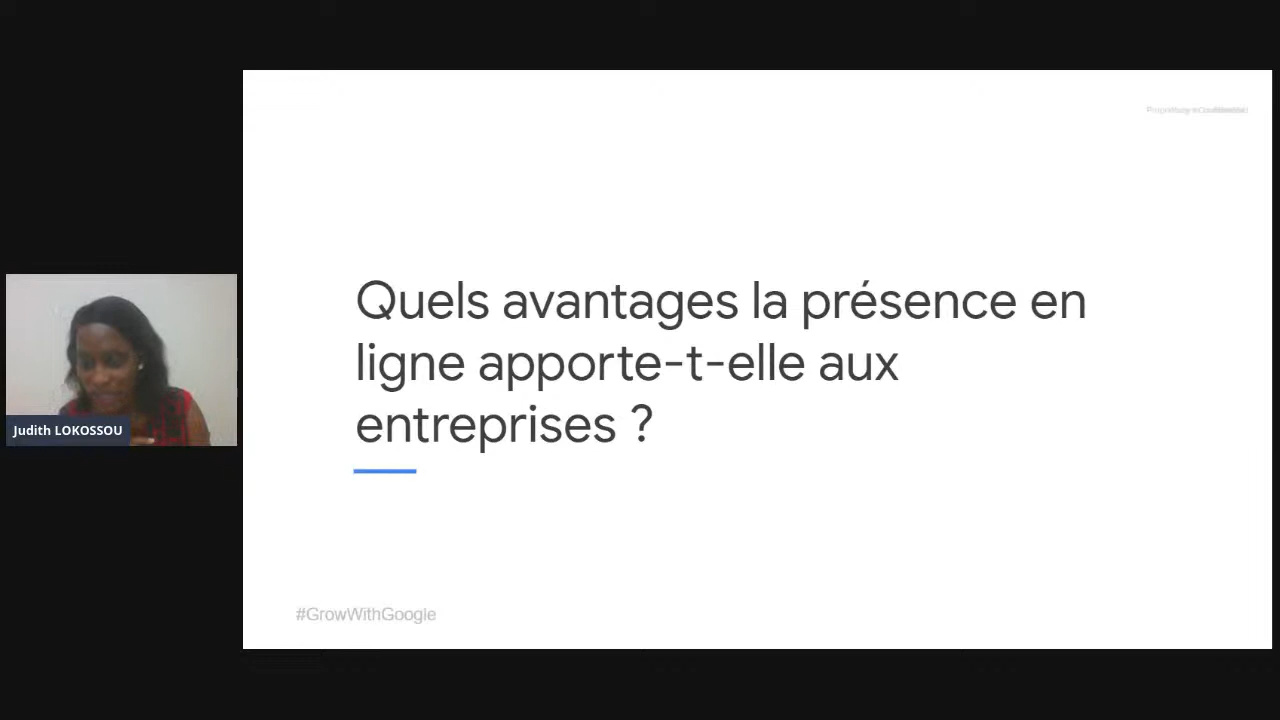 Quels avantages la présence en
ligne apporte-t-elle aux
entreprises ?
Judith LOKOSSOU
#GrowWithGoogle